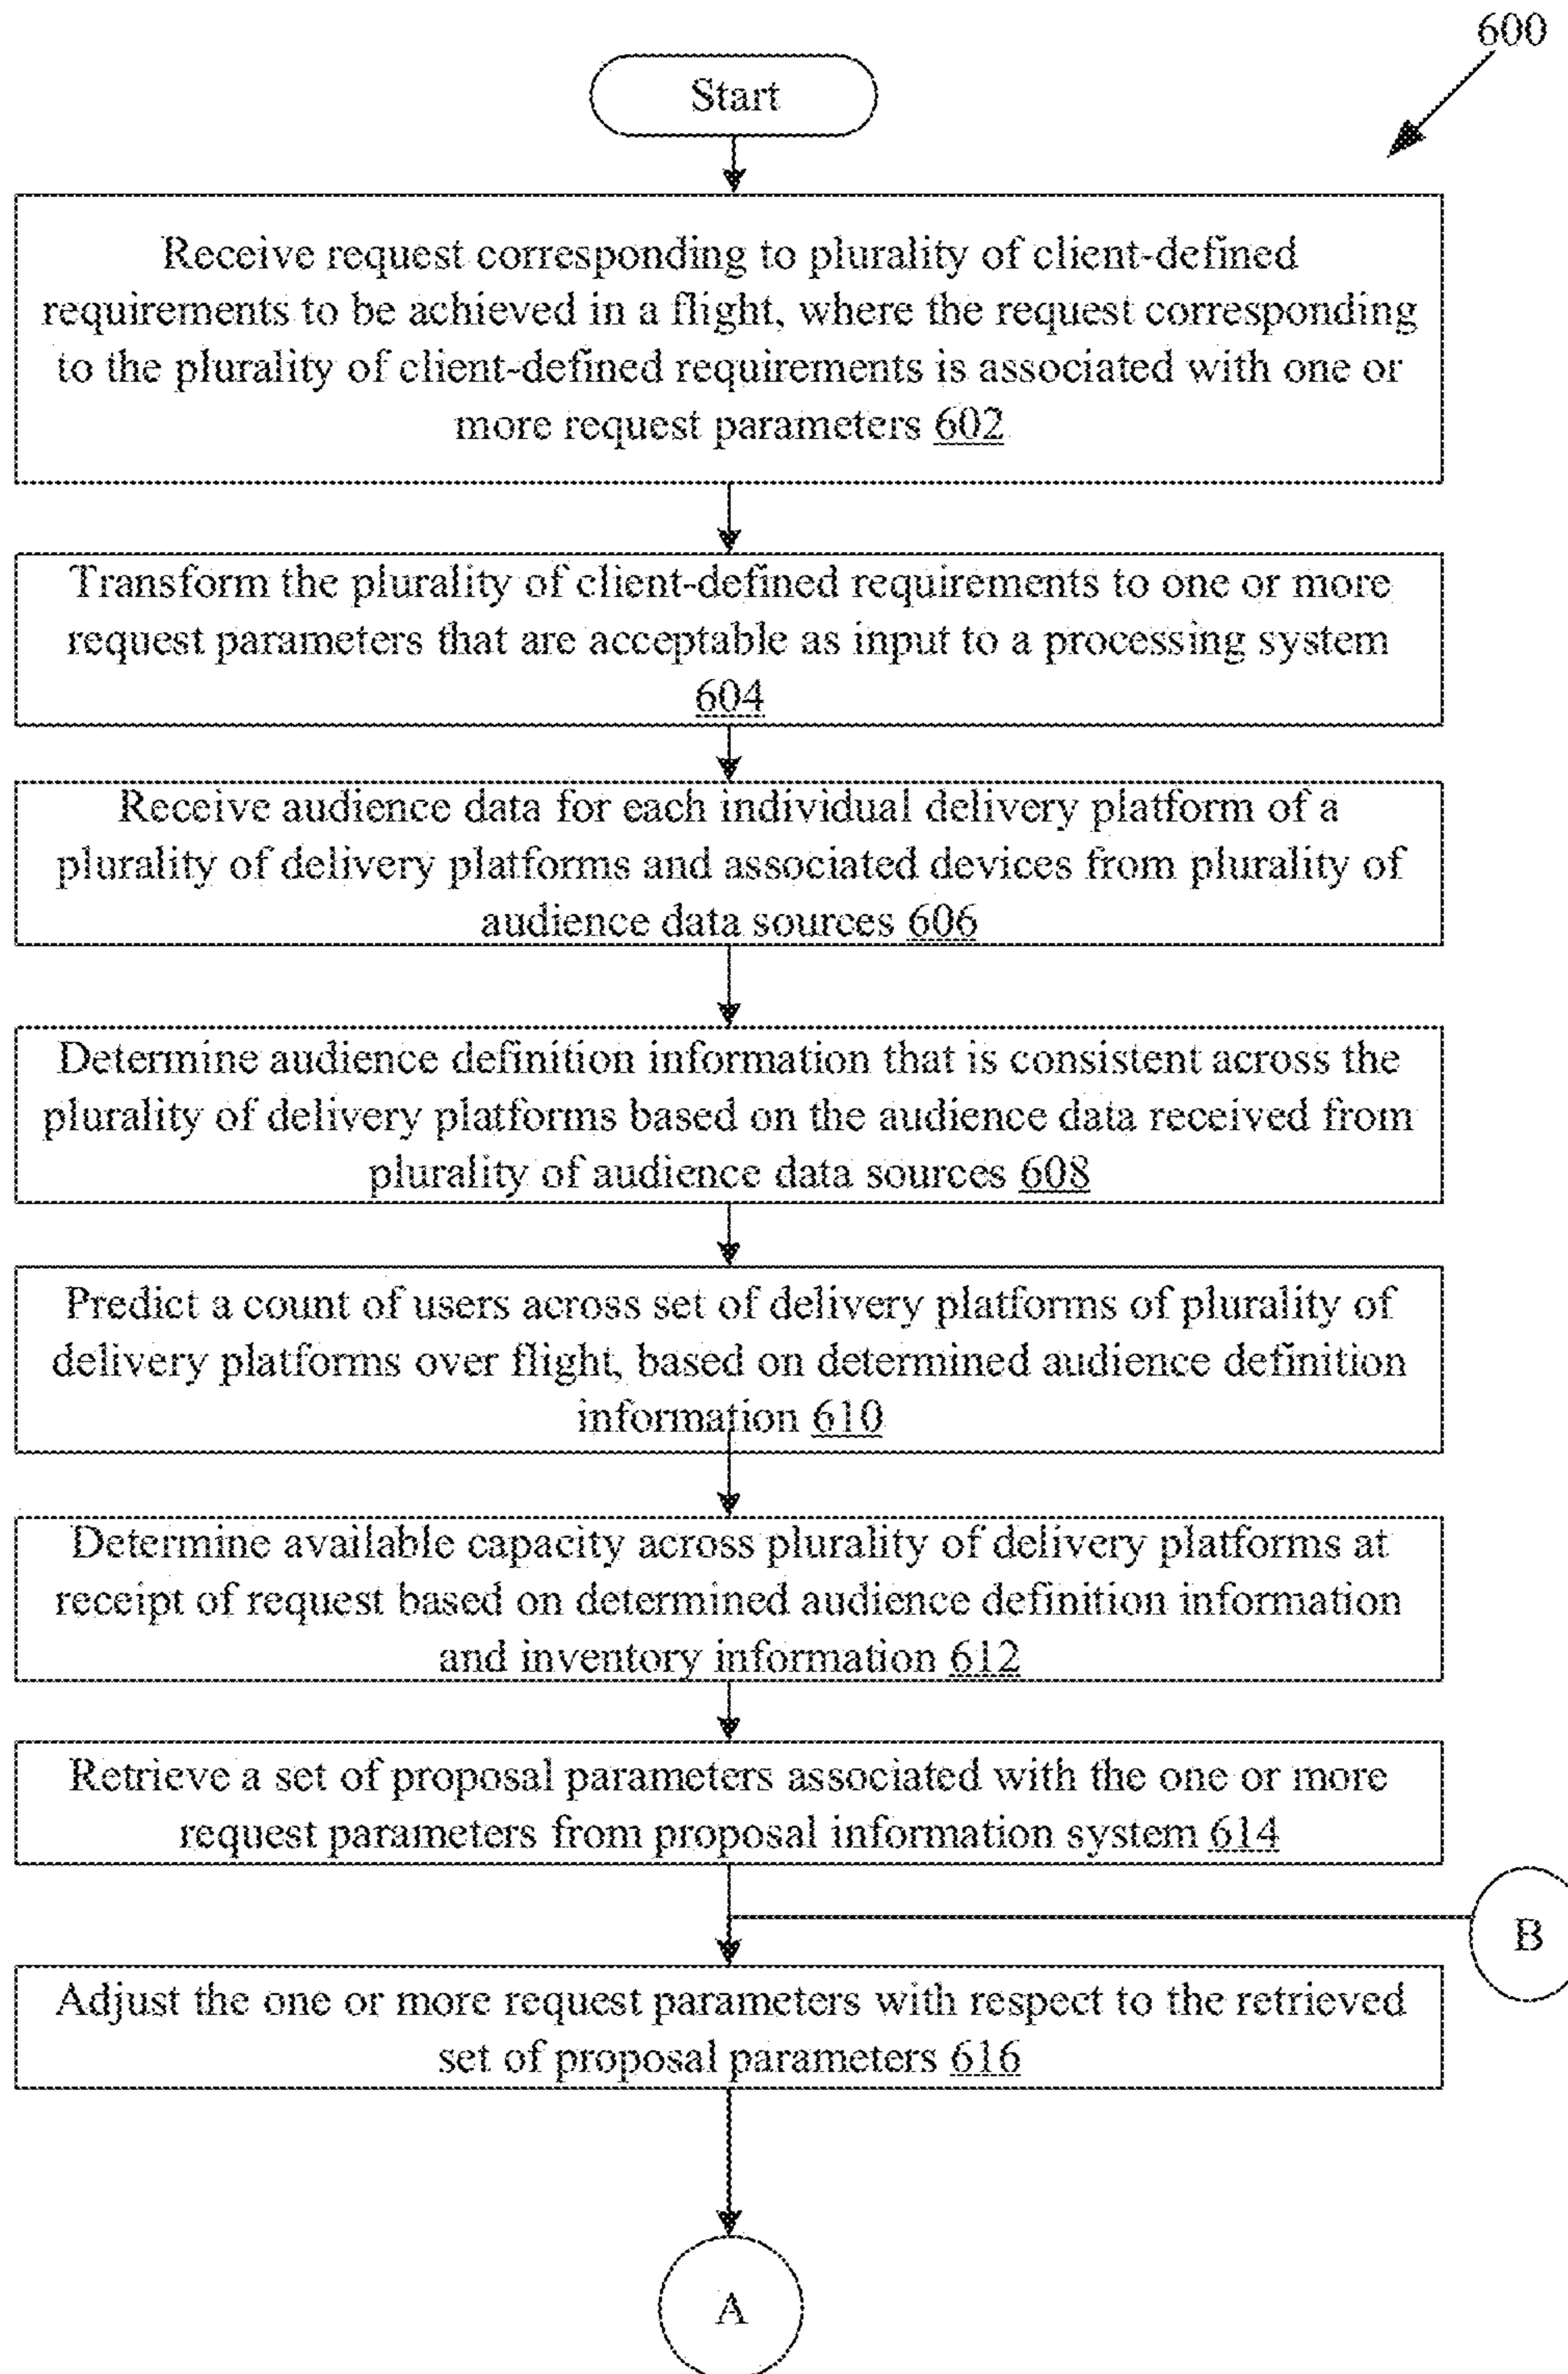 600
Start
Receive request corresponding to plurality of client-defined
requirements to be achieved in a flight, where the request corresponding
to the plurality of client-defined requirements is associated with one or
more request parameters 602
Transform the plurality of client-defined requirements to one or more
request parameters that are acceptable as input to a processing system
604
Receive audience data for each individual delivery platform of a
plurality of delivery platforms and associated devices from plurality of
audience data sources 606
Determine audience definition information that is consistent across the
plurality of delivery platforms based on the audience data received from
plurality of audience data sources 608
Predict a count of users across set of delivery platforms of plurality of
delivery platforms over flight, based on determined audience definition
information 610
Determine available capacity across plurality of delivery platforms at
receipt of request based on determined audience definition information
and inventory information 612
Retrieve a set of proposal parameters associated with the one or more
request parameters from proposal information system 614
B
Adjust the one or more request parameters with respect to the retrieved
set of proposal parameters 616
A